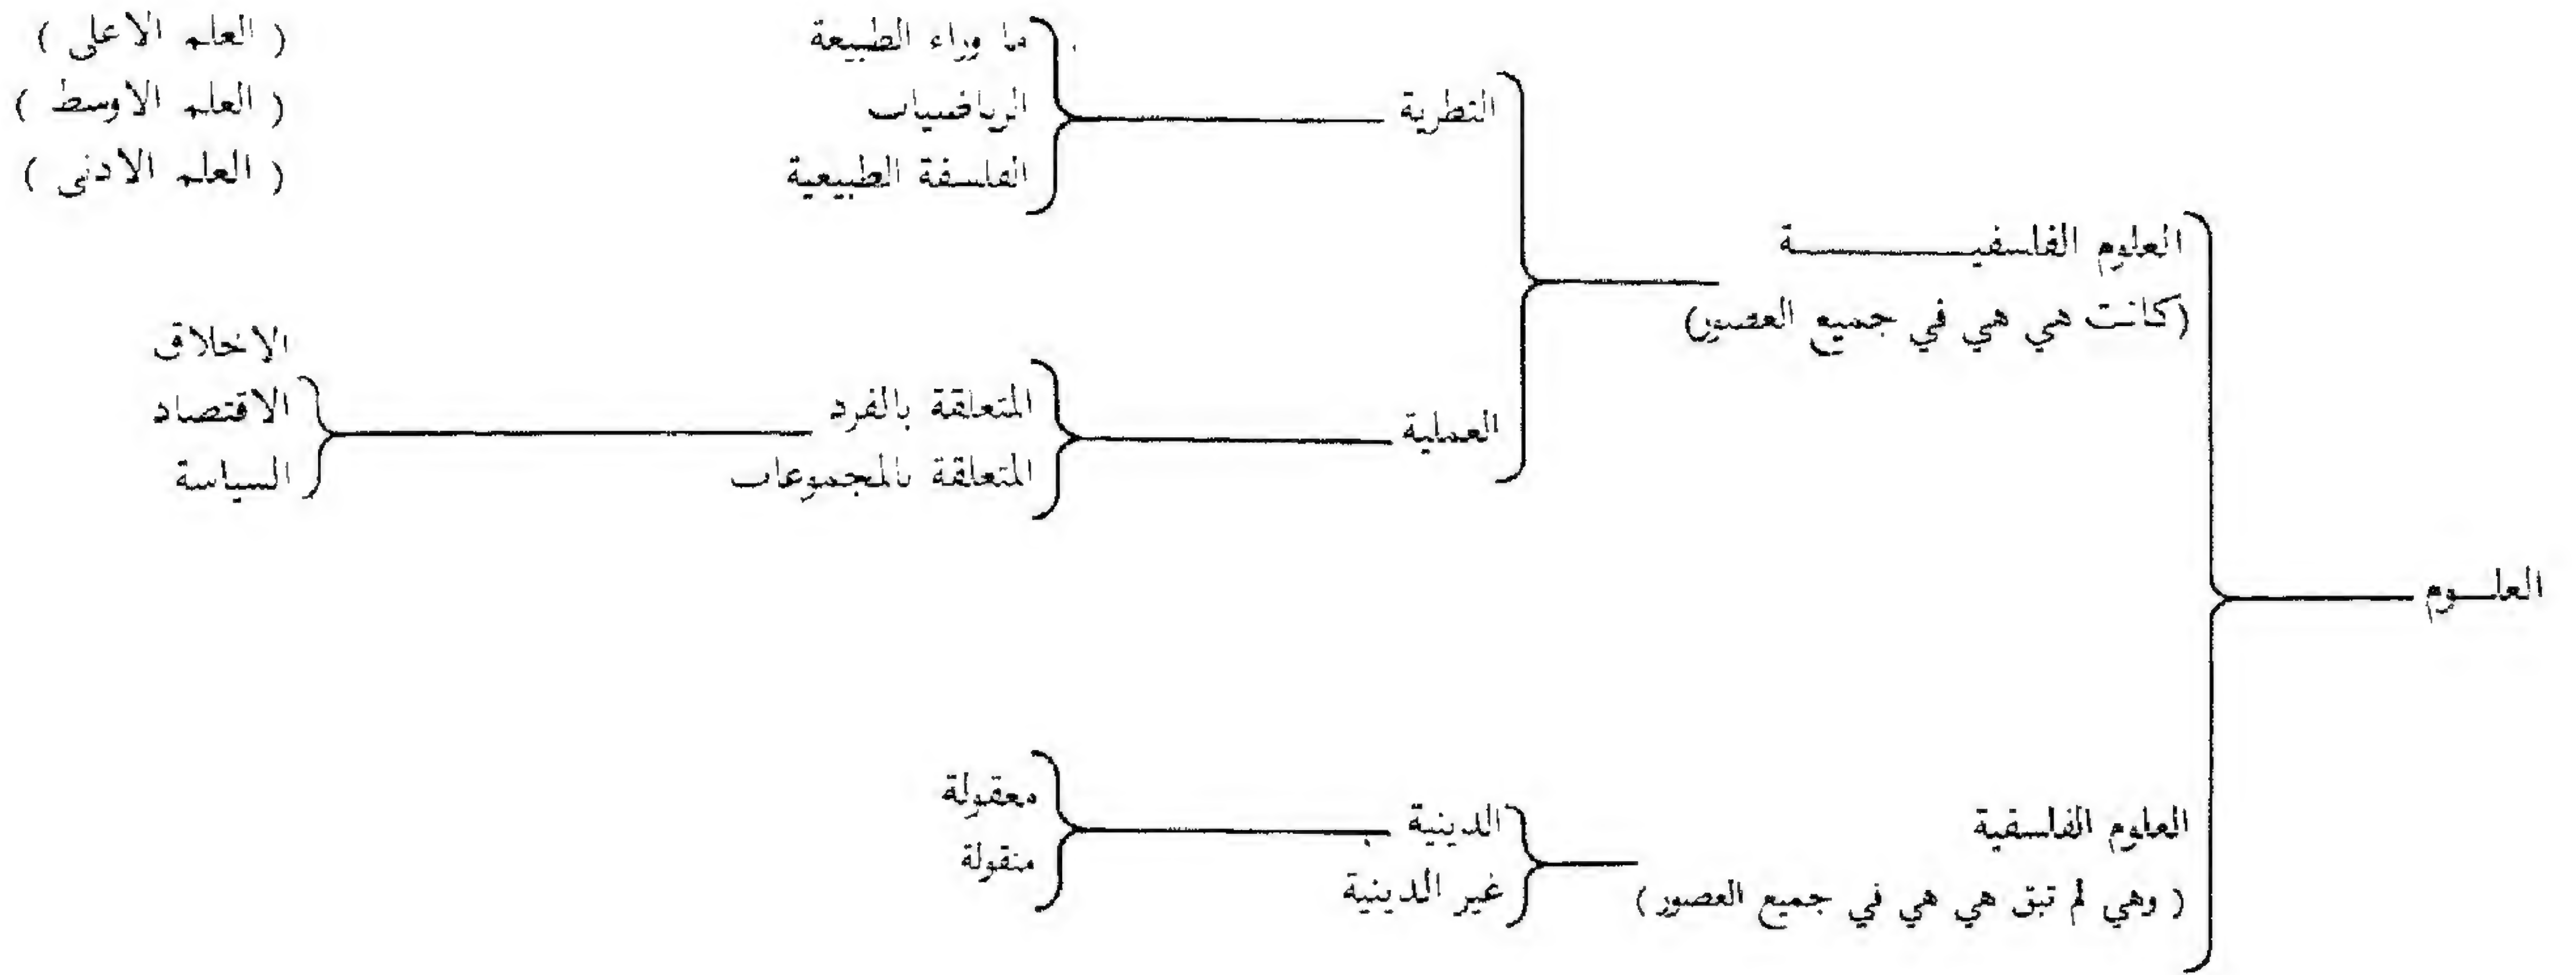 العلوم
العلوم الفلسفية
(كانت هي هي في جميع العصور)
النظرية
ما وراء الطبيعة
( العلم الاعلى )
الرياضيات
( العلم الاوسط )
الفلسفة الطبيعية
( العلم الادنى )
العملية
المتعلقة بالفرد
المتعلقة بالمجموعات
الاخلاق
الاقتصاد
السياسة
العلوم الفلسفية
( وهي لم تبق هي هي في جميع العصور )
الدينية
غير الدينية
معقولة
منقولة